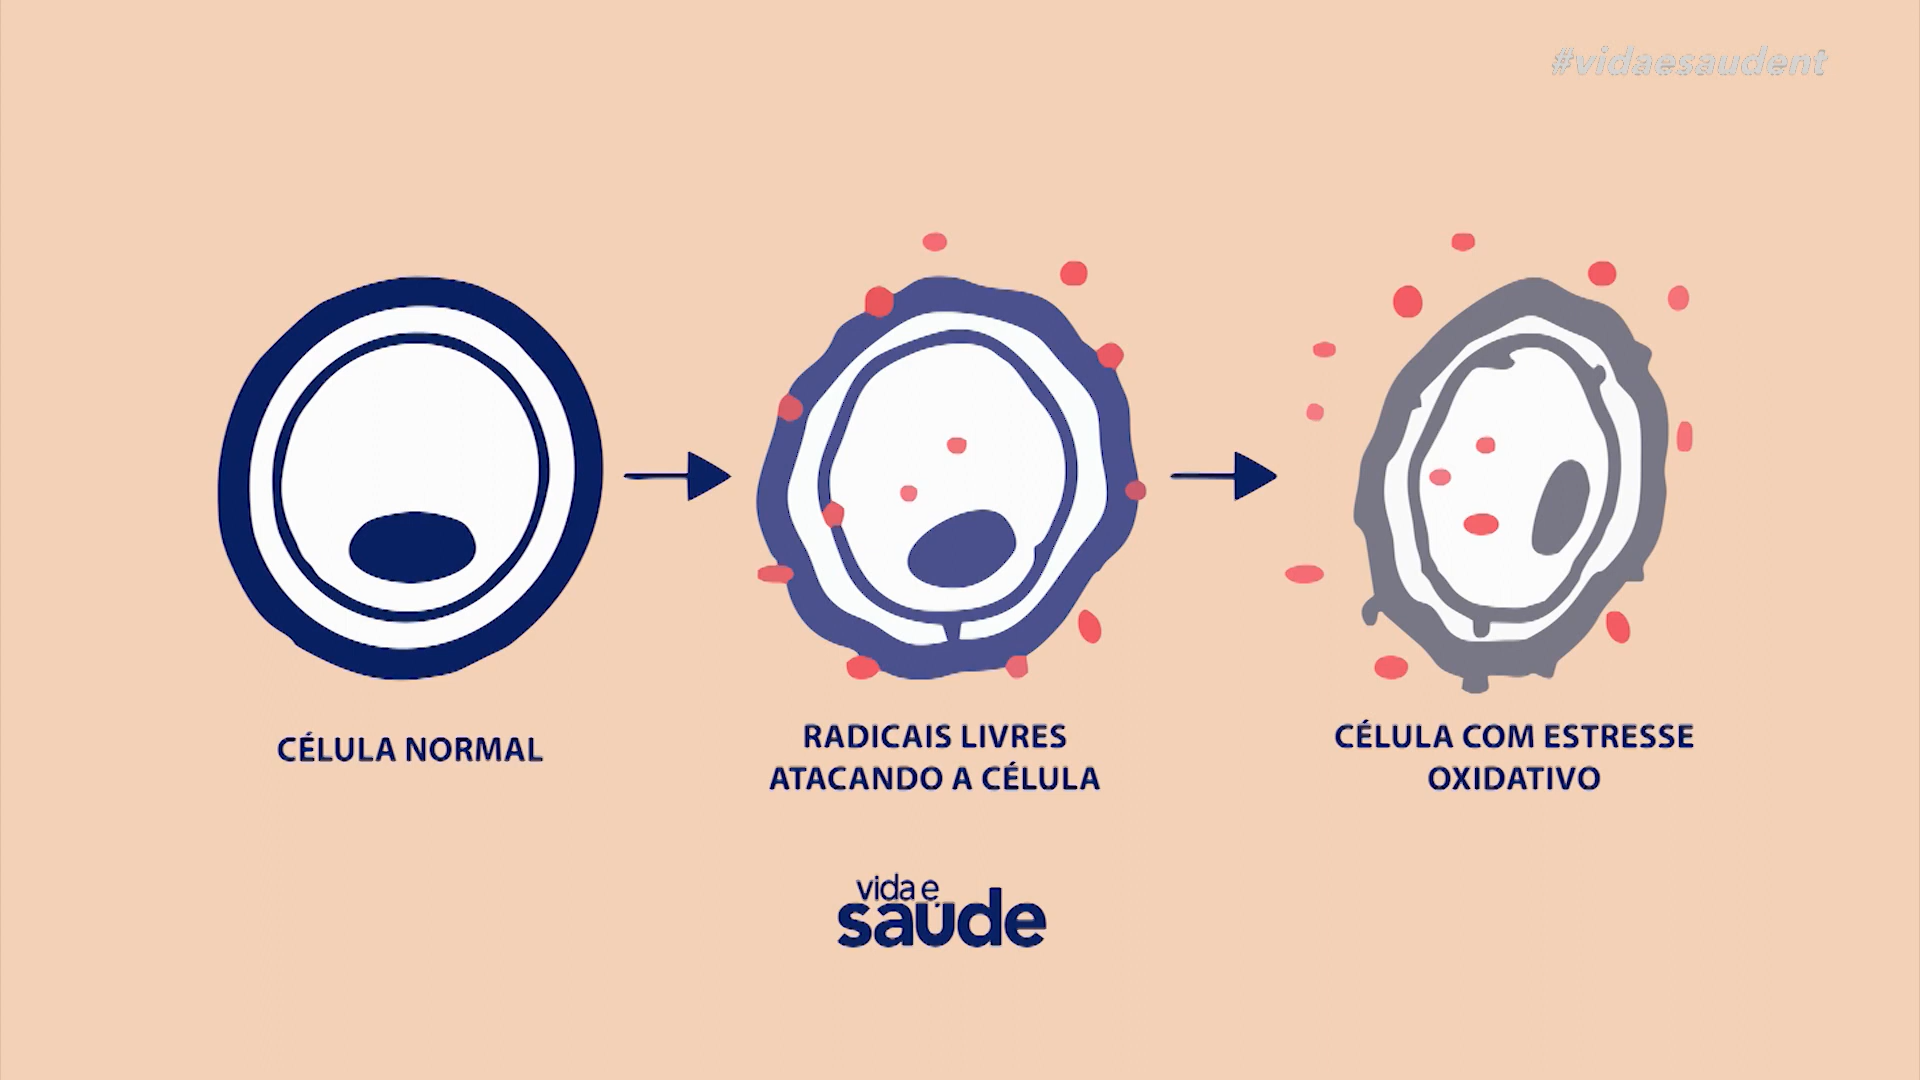 #vidaesaudent
CÉLULA NORMAL
RADICAIS LIVRES
ATACANDO A CÉLULA
CÉLULA COM ESTRESSE
OXIDATIVO
vida e
saúde